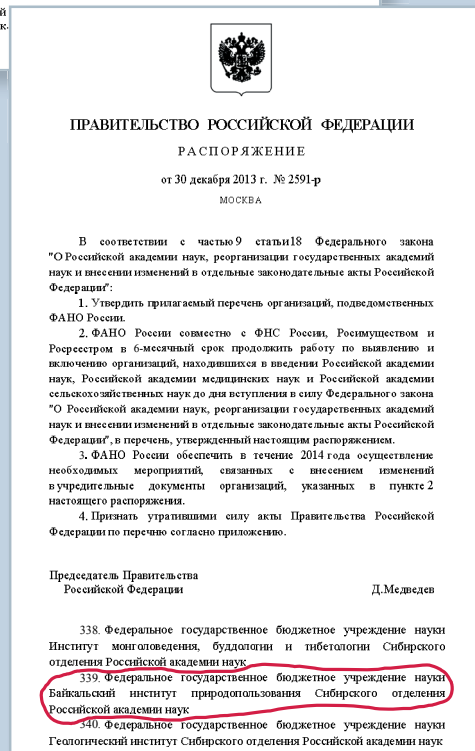 й
к
ПРАВИТЕЛЬСТВО РОССИЙСКОЙ ФЕДЕРАЦИИ
РАСПОРЯЖЕНИЕ
от 30 декабря 2013 г. № 2591-р
МОСКВА
В соответствии с частью 9 статьи 18 Федерального закона
"О Российской академии наук, реорганизации государственных академий
наук и внесении изменений в отдельные законодательные акты Российской
Федерации":
1. Утвердить прилагаемый перечень организаций, подведомственных
ФАНО России.
2. ФАНО России совместно с ФНС России, Росимуществом и
Росреестром в 6-месячный срок продолжить работу по выявлению и
включению организаций, находившихся в введении Российской академии
наук, Российской академии медицинских наук и Российской академии
сельскохозяйственных наук до дня вступления в силу Федерального закона
"О Российской академии наук, реорганизации государственных академий
наук и внесении изменений в отдельные законодательные акты Российской
Федерации", в перечень, утвержденный настоящим распоряжением.
3. ФАНО России обеспечить в течение 2014 года осуществление
необходимых мероприятий, связанных с внесением изменений
в учредительные документы организаций, указанных в пункте 2
настоящего распоряжения.
4. Признать утратившими силу акты Правительства Российской
Федерации по перечню согласно приложению.
Председатель Правительства
Российской Федерации Д.Медведев
338. Федеральное государственное бюджетное учреждение науки
Институт монголоведения, буддологии и тибетологии Сибирского
отделения Российской академии наук
339. Федеральное государственное бюджетное учреждение науки
Байкальский институт природопользования Сибирского отделения
Российской академии наук
340. Федеральное государственное бюджетное учреждение науки
Геологический институт Сибирского отделения Российской академии наук